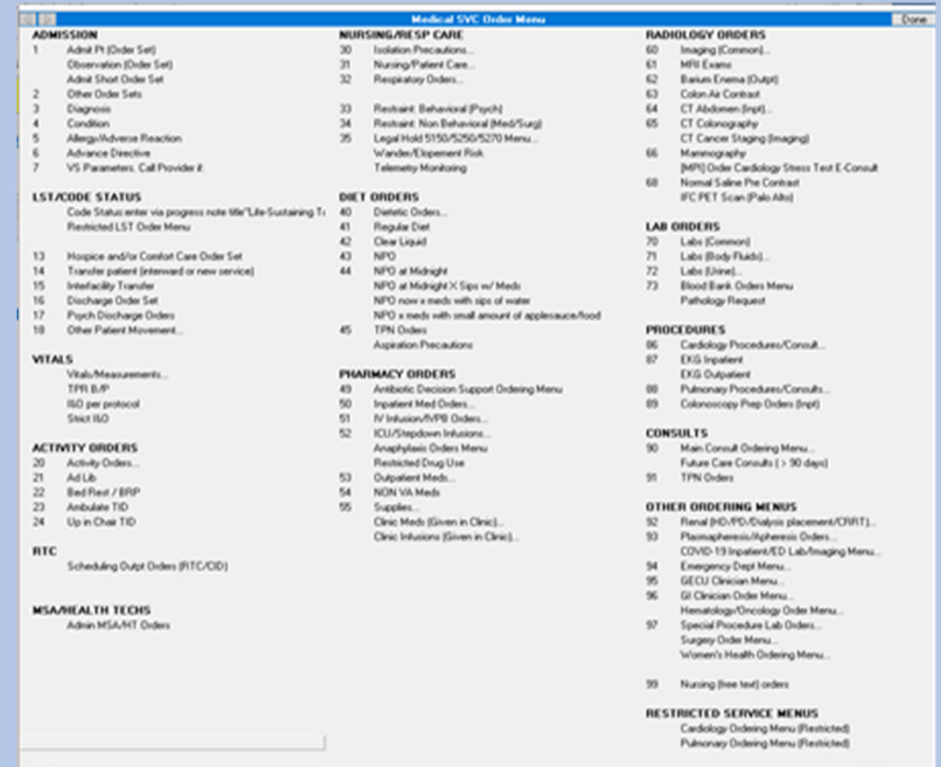 Medical SVC Order Menu
Done
ADMISSION
1 Admit Pt (Order Set)
Observation (Order Set)
Admit Short Order Set
2 Other Order Sets
3 Diagnosis
4 Condition
5 Allergy/Adverse Reaction
6 Advance Directive
7 VS Parameters, Call Provider if:
LST/CODE STATUS
Code Status:enter via progress note title"Life-Sustaining Tr
Restricted LST Order Menu
13 Hospice and/or Comfort Care Order Set
14 Transfer patient (interward or new service)
15 Interfacility Transfer
16 Discharge Order Set
17 Psych Discharge Orders
18 Other Patient Movement...
VITALS
Vitals/Measurements...
TPR B/P
I&O per protocol
Strict I&O
ACTIVITY ORDERS
20 Activity Orders...
21 Ad Lib
22 Bed Rest / BRP
23 Ambulate TID
24 Up in Chair TID
RTC
Scheduling Outpt Orders (RTC/CID)
MSA/HEALTH TECHS
Admin MSA/HT Orders
NURSING/RESP CARE
30 Isolation Precautions...
31 Nursing/Patient Care...
32 Respiratory Orders...
33 Restraint: Behavioral (Psych)
34 Restraint: Non Behavioral (Med/Surg)
35 Legal Hold 5150/5250/5270 Menu...
Wander/Elopement Risk
Telemetry Monitoring
DIET ORDERS
40 Dietetic Orders...
41 Regular Diet
42 Clear Liquid
43 NPO
44 NPO at Midnight
NPO at Midnight X Sips w/ Meds
NPO now x meds with sips of water
NPO x meds with small amount of applesauce/food
45 TPN Orders
Aspiration Precautions
PHARMACY ORDERS
49 Antibiotic Decision Support Ordering Menu
50 Inpatient Med Orders...
51 IV Infusion/IVPB Orders...
52 ICU/Stepdown Infusions...
Anaphylaxis Orders Menu
Restricted Drug Use
53 Outpatient Meds...
54 NON VA Meds
55 Supplies...
Clinic Meds (Given in Clinic)...
Clinic Infusions (Given in Clinic)...
RADIOLOGY ORDERS
60 Imaging (Common)...
61 MRI Exams
62 Barium Enema (Outpt)
63 Colon Air Contrast
64 CT Abdomen (Inpt)...
65 CT Colonography
CT Cancer Staging (Imaging)
66 Mammography
[MPI] Order Cardiology Stress Test E-Consult
68 Normal Saline Pre Contrast
IFC PET Scan (Palo Alto)
LAB ORDERS
70 Labs (Common)
71 Labs (Body Fluids)...
72 Labs (Urine)...
73 Blood Bank Orders Menu
Pathology Request
PROCEDURES
86 Cardiology Procedures/Consult...
87 EKG Inpatient
EKG Outpatient
88 Pulmonary Procedures/Consults...
89 Colonoscopy Prep Orders (Inpt)
CONSULTS
90 Main Consult Ordering Menu...
Future Care Consults ( > 90 days)
91 TPN Orders
OTHER ORDERING MENUS
92 Renal (HD/PD/Dialysis placement/CRRT)...
93 Plasmapheresis/Apheresis Orders...
COVID-19 Inpatient/ED Lab/Imaging Menu...
94 Emergency Dept Menu...
95 GECU Clinician Menu...
96 GI Clinician Order Menu...
Hematology/Oncology Order Menu...
97 Special Procedure Lab Orders...
Surgery Order Menu...
Women's Health Ordering Menu...
99 Nursing (free text) orders
RESTRICTED SERVICE MENUS
Cardiology Ordering Menu (Restricted)
Pulmonary Ordering Menu (Restricted)